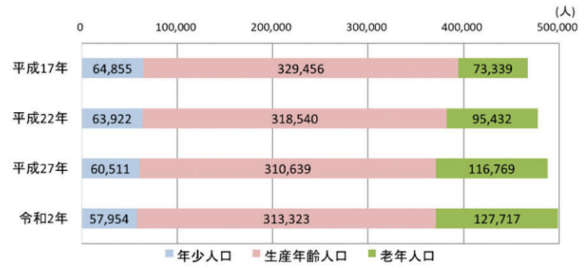 (人)
0 100,000 200,000 300,000 400,000 500,000
平成17年 64,855 329,456 73,339
平成22年 63,922 318,540 95,432
平成27年 60,511 310,639 116,769
令和2年 57,954 313,323 127,717
年少人口 生産年齢人口 老年人口